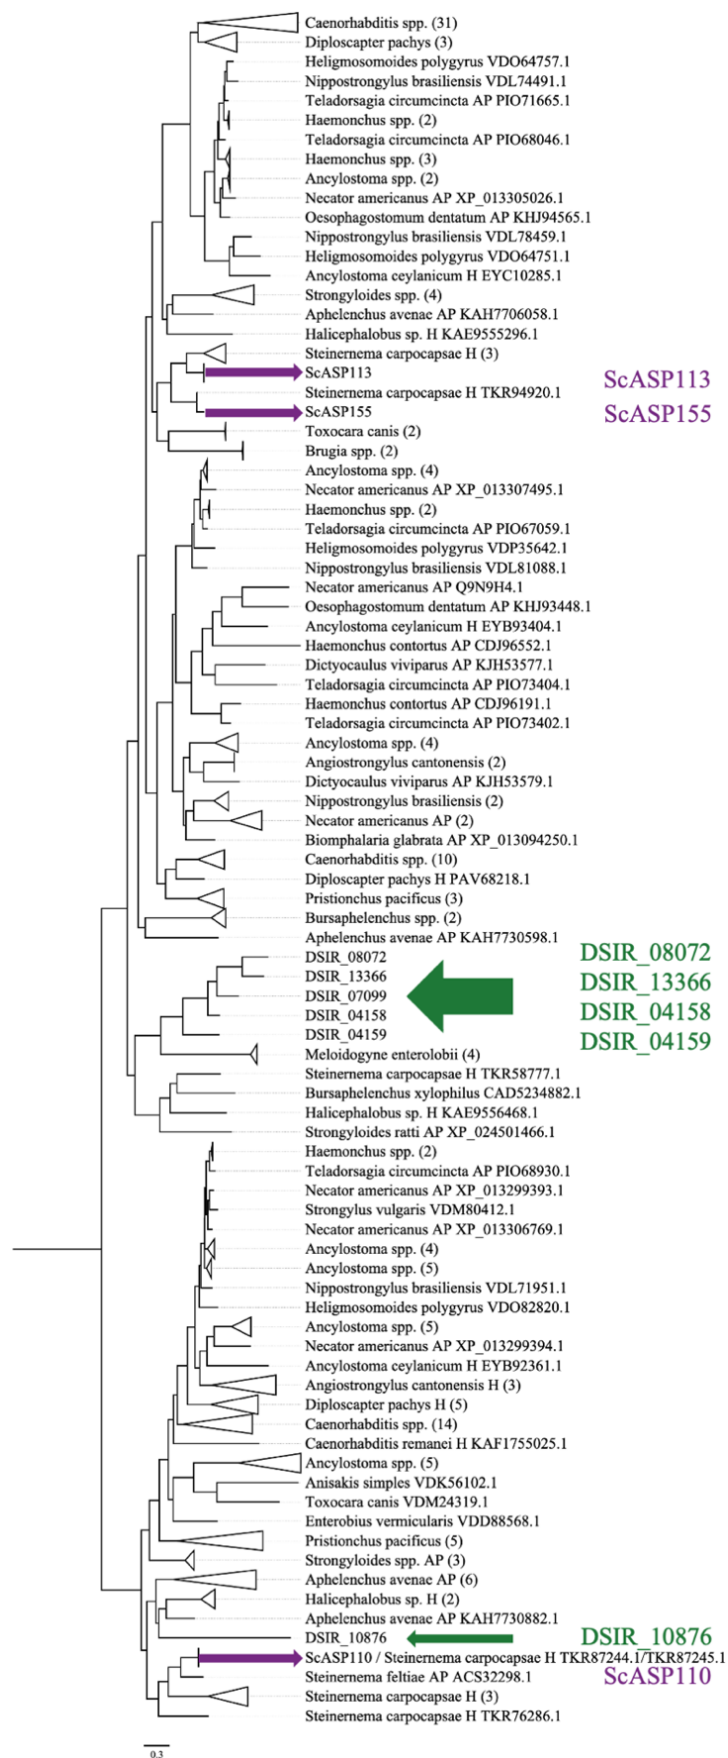 Caenorhabditis spp. (31)
Diploscapter pachys (3)
Heligmosomoides polygyrus VDO64757.1
Nippostrongylus brasiliensis VDL74491.1
Teladorsagia circumcincta AP PIO71665.1
Haemonchus spp. (2)
Teladorsagia circumcincta AP PIO68046.1
Haemonchus spp. (3)
Ancylostoma spp. (2)
Necator americanus AP XP_013305026.1
Oesophagostomum dentatum AP KHJ94565.1
Nippostrongylus brasiliensis VDL78459.1
Heligmosomoides polygyrus VDO64751.1
Ancylostoma ceylanicum H EYC10285.1
Strongyloides spp. (4)
Aphelenchus avenae AP KAH7706058.1
Halicephalobus sp. H KAE9555296.1
Steinernema carpocapsae H (3)
ScASP113 ScASP113
Steinernema carpocapsae H TKR94920.1
ScASP155 ScASP155
Toxocara canis (2)
Brugia spp. (2)
Ancylostoma spp. (4)
Necator americanus AP XP_013307495.1
Haemonchus spp. (2)
Teladorsagia circumcincta AP PIO67059.1
Heligmosomoides polygyrus VDP35642.1
Nippostrongylus brasiliensis VDL81088.1
Necator americanus AP Q9N9H4.1
Oesophagostomum dentatum AP KHJ93448.1
Ancylostoma ceylanicum H EYB93404.1
Haemonchus contortus AP CDJ96552.1
Dictyocaulus viviparus AP KJH53577.1
Teladorsagia circumcincta AP PIO73404.1
Haemonchus contortus AP CDJ96191.1
Teladorsagia circumcincta AP PIO73402.1
Ancylostoma spp. (4)
Angiostrongylus cantonensis (2)
Dictyocaulus viviparus AP KJH53579.1
Nippostrongylus brasiliensis (2)
Necator americanus AP (2)
Biomphalaria glabrata AP XP_013094250.1
Caenorhabditis spp. (10)
Diploscapter pachys H PAV68218.1
Pristionchus pacificus (3)
Bursaphelenchus spp. (2)
Aphelenchus avenae AP KAH7730598.1
DSIR_08072 DSIR_08072
DSIR_13366 DSIR_13366
DSIR_07099
DSIR_04158 DSIR_04158
DSIR_04159 DSIR_04159
Meloidogyne enterolobii (4)
Steinernema carpocapsae H TKR58777.1
Bursaphelenchus xylophilus CAD5234882.1
Halicephalobus sp. H KAE9556468.1
Strongyloides ratti AP XP_024501466.1
Haemonchus spp. (2)
Teladorsagia circumcincta AP PIO68930.1
Necator americanus AP XP_013299393.1
Strongylus vulgaris VDM80412.1
Necator americanus AP XP_013306769.1
Ancylostoma spp. (4)
Ancylostoma spp. (5)
Nippostrongylus brasiliensis VDL71951.1
Heligmosomoides polygyrus VDO82820.1
Ancylostoma spp. (5)
Necator americanus AP XP_013299394.1
Ancylostoma ceylanicum H EYB92361.1
Angiostrongylus cantonensis H (3)
Diploscapter pachys H (5)
Caenorhabditis spp. (14)
Caenorhabditis remanei H KAF1755025.1
Ancylostoma spp. (5)
Anisakis simples VDK56102.1
Toxocara canis VDM24319.1
Enterobius vermicularis VDD88568.1
Pristionchus pacificus (5)
Strongyloides spp. AP (3)
Aphelenchus avenae AP (6)
Halicephalobus sp. H (2)
Aphelenchus avenae AP KAH7730882.1
DSIR_10876 DSIR_10876
ScASP110 / Steinernema carpocapsae H TKR87244.1/TKR87245.1
Steinernema feltiae AP ACS32298.1 ScASP110
Steinernema carpocapsae H (3)
Steinernema carpocapsae H TKR76286.1
0.3